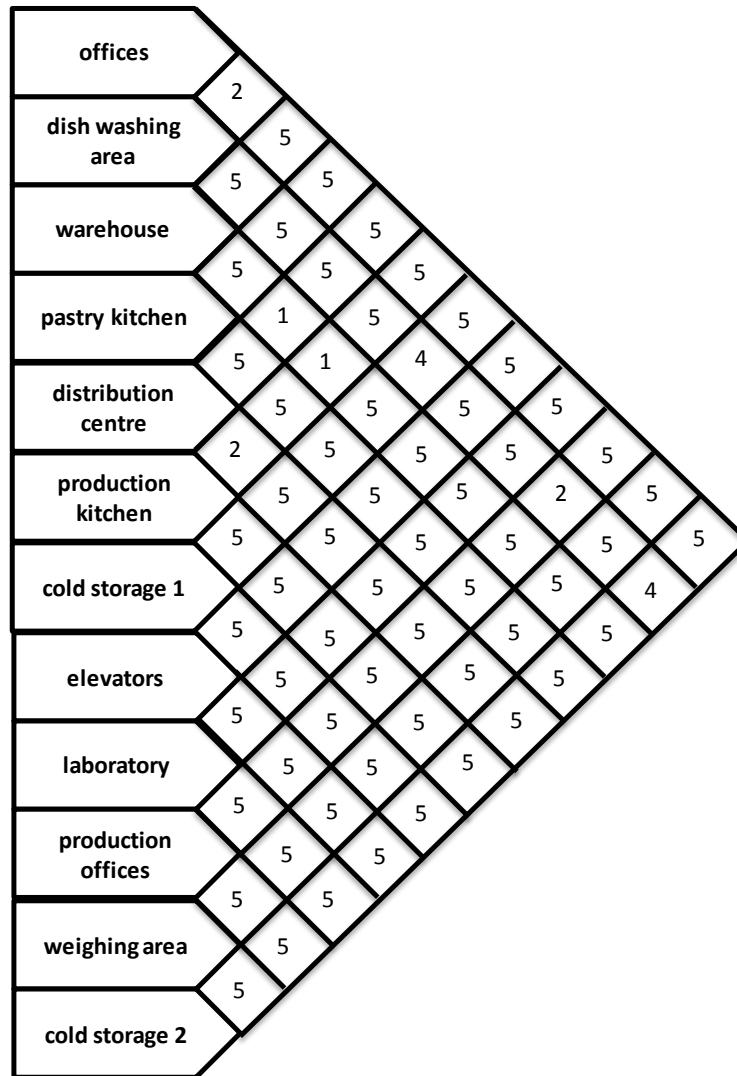 offices
2
dish washing
5
area
5 5
warehouse 5 5
5 5 5
pastry kitchen 1 5 5
5 1 4 5
distribution
5 5 5 5
centre
2 5 5 5 5
production
5 5 5 2 5
kitchen
5 5 5 5 5 5
cold storage 1 5 5 5 5 4
5 5 5 5 5
elevators 5 5 5 5
5 5 5 5
laboratory 5 5 5
5 5 5
production
5 5
offices
5 5
weighing area 5
5
cold storage 2